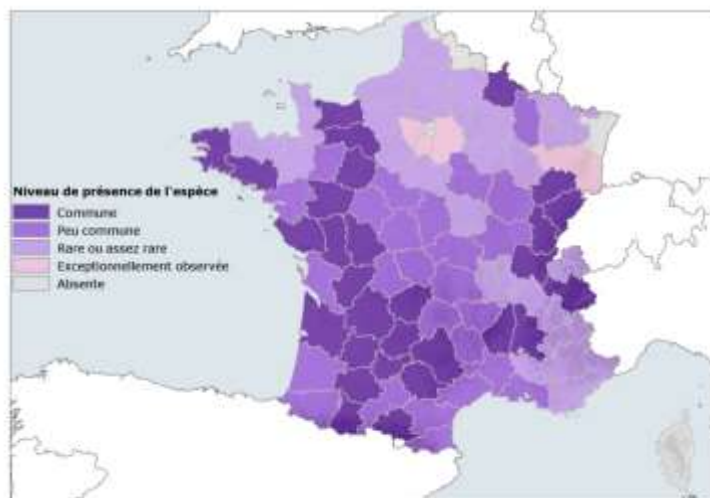 Niveau de présence de l'espèce
Commune
Peu commune
Rare ou assez rare
Exceptionnellement observée
Absente